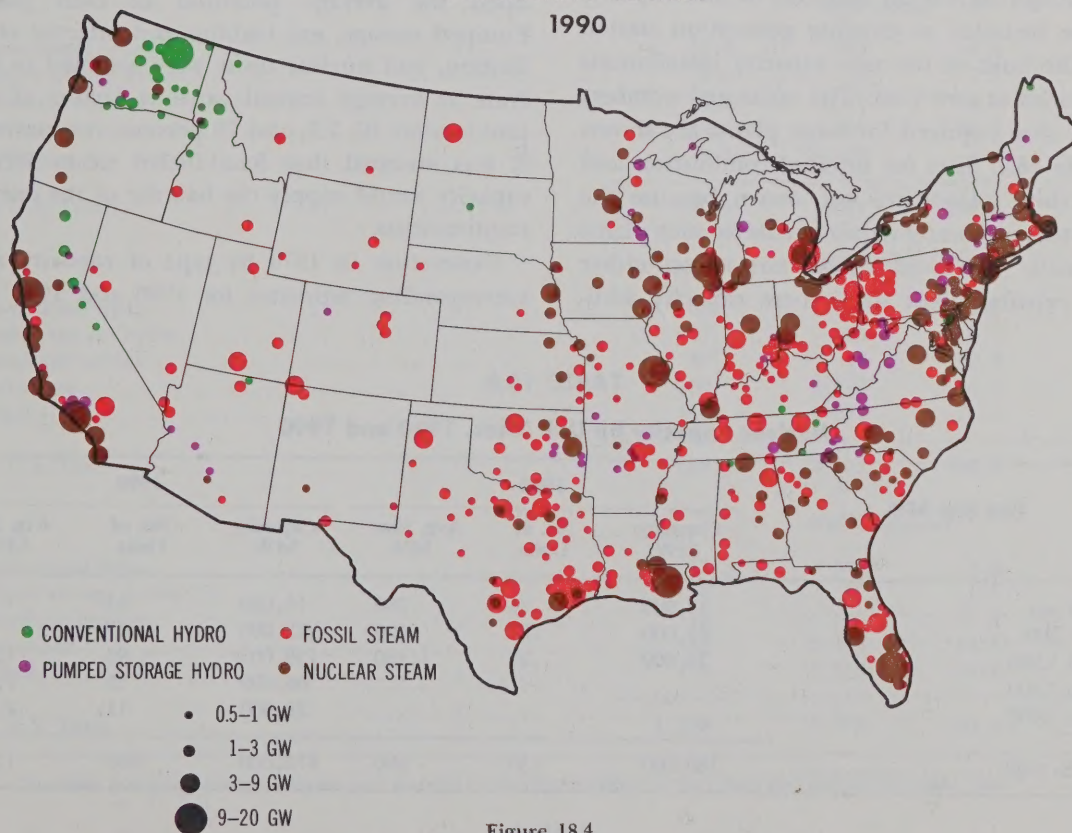 1990
CONVENTIONAL HYDRO
FOSSIL STEAM
PUMPED STORAGE HYDRO
NUCLEAR STEAM
0.5–1 GW
1–3 GW
3–9 GW
9–20 GW
Figure 18.4